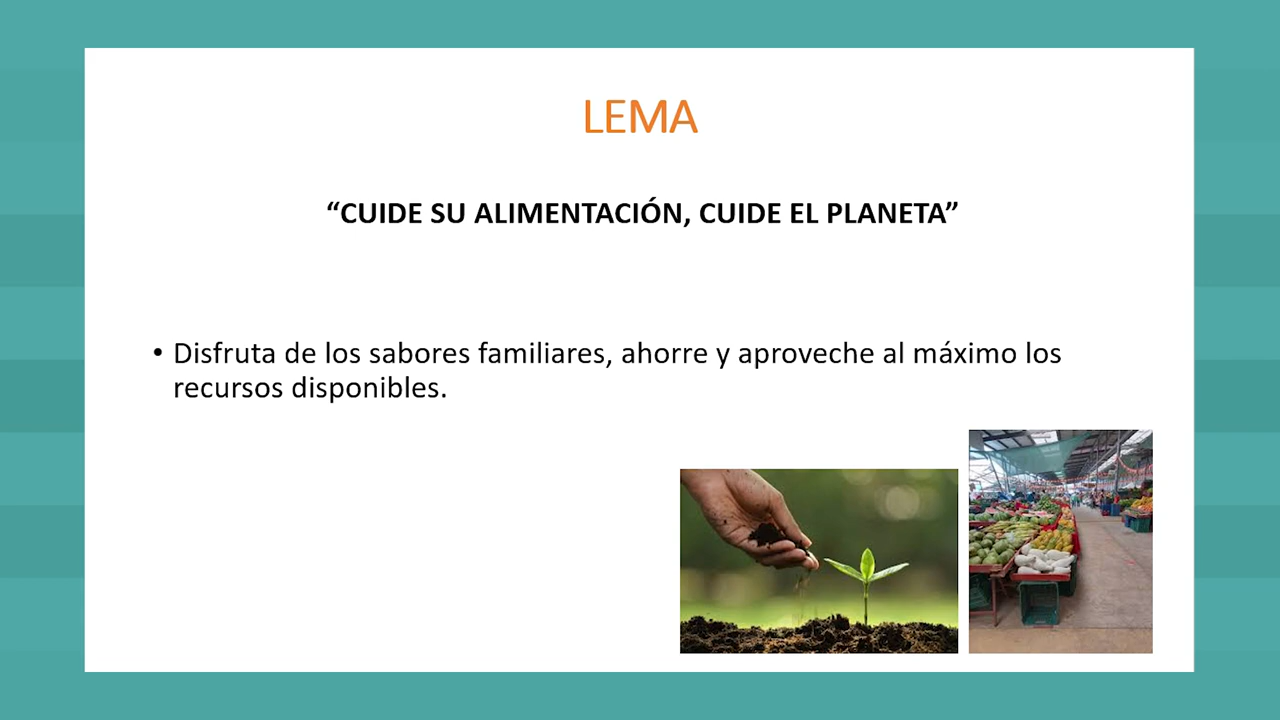 LEMA
“CUIDE SU ALIMENTACIÓN, CUIDE EL PLANETA”
• Disfruta de los sabores familiares, ahorre y aproveche al máximo los
recursos disponibles.